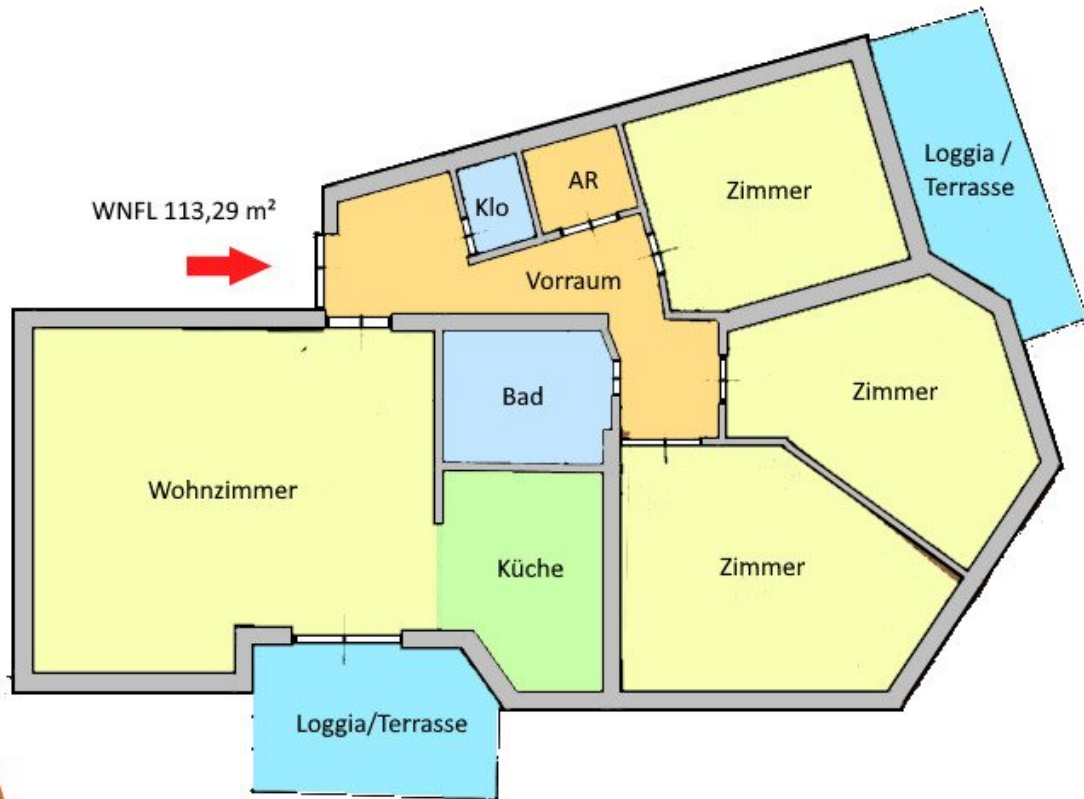 WNFL 113,29 m²
Klo
AR
Zimmer
Loggia /
Terrasse
Vorraum
Bad
Zimmer
Wohnzimmer
Küche
Zimmer
Loggia/Terrasse